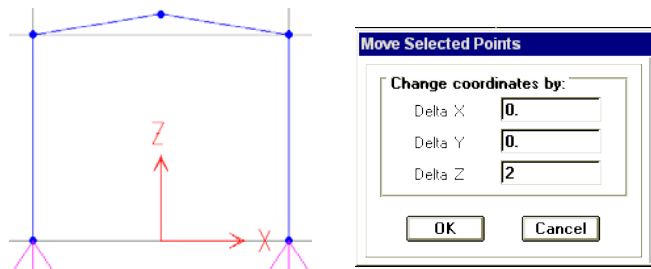 Z
X
Move Selected Points
Change coordinates by:
Delta X 0.
Delta Y 0.
Delta Z 2
OK Cancel